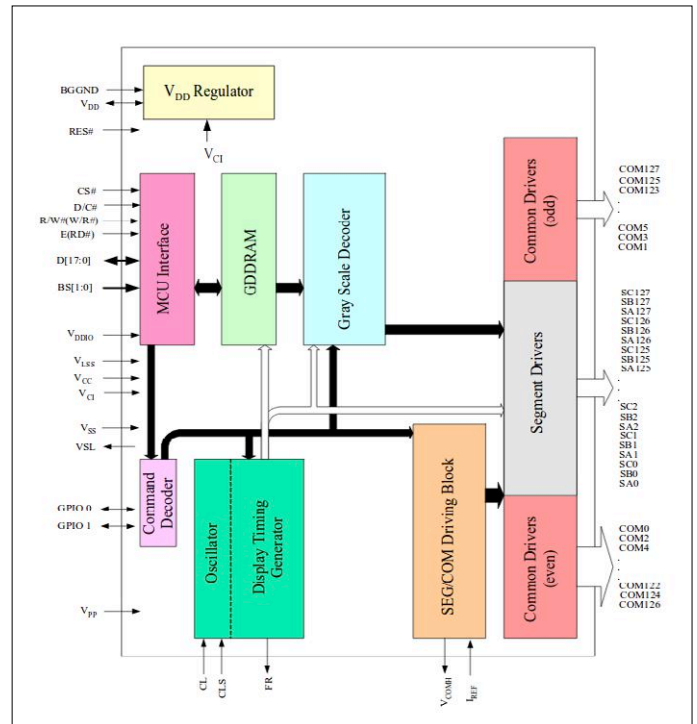 BGGND
VDD
RES#
VDD Regulator
VCI
CS#
D/C#
R/W#(W/R#)
E(RD#)
D[17:0]
BS[1:0]
VDDIO
VLSS
VCC
VCI
VSS
VSL
GPIO 0
GPIO 1
VPP
MCU Interface
GDDRAM
Gray Scale Decoder
Command
Decoder
Oscillator
Display Timing
Generator
SEG/COM Driving Block
Common Drivers
(odd)
Segment Drivers
Common Drivers
(even)
CL
CLS
FR
VCOMH
IREF
COM127
COM125
COM123
.
.
COM5
COM3
COM1
SC127
SB127
SA127
SC126
SB126
SA126
SC125
SB125
SA125
.
.
SC2
SB2
SA2
SC1
SB1
SA1
SC0
SB0
SA0
COM0
COM2
COM4
.
.
COM122
COM124
COM126